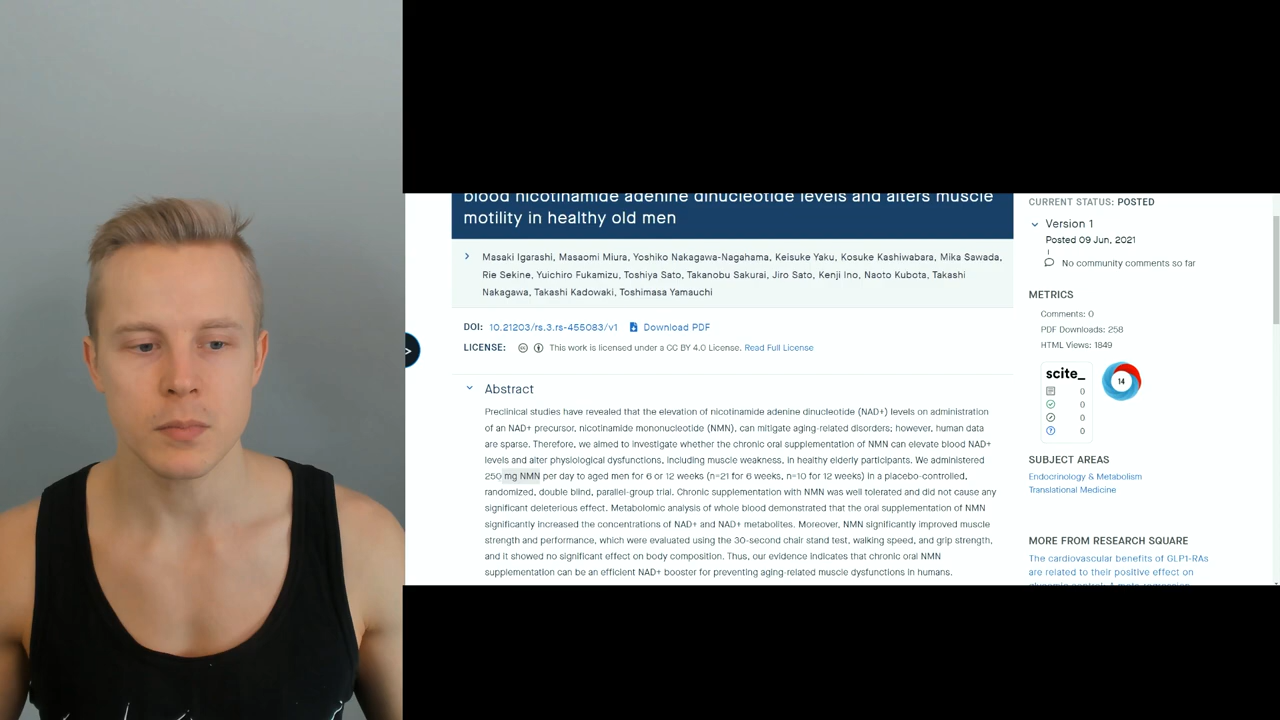 blood nicotinamide adenine dinucleotide levels and alters muscle
motility in healthy old men
Masaki Igarashi, Masaomi Miura, Yoshiko Nakagawa-Nagahama, Keisuke Yaku, Kosuke Kashiwabara, Mika Sawada,
Rie Sekine, Yuichiro Fukamizu, Toshiya Sato, Takanobu Sakurai, Jiro Sato, Kenji Ino, Naoto Kubota, Takashi
Nakagawa, Takashi Kadowaki, Toshimasa Yamauchi
DOI: 10.21203/rs.3.rs-455083/v1 Download PDF
LICENSE: This work is licensed under a CC BY 4.0 License. Read Full License
Abstract
Preclinical studies have revealed that the elevation of nicotinamide adenine dinucleotide (NAD+) levels on administration
of an NAD+ precursor, nicotinamide mononucleotide (NMN), can mitigate aging-related disorders; however, human data
are sparse. Therefore, we aimed to investigate whether the chronic oral supplementation of NMN can elevate blood NAD+
levels and alter physiological dysfunctions, including muscle weakness, in healthy elderly participants. We administered
250 mg NMN per day to aged men for 6 or 12 weeks (n=21 for 6 weeks, n=10 for 12 weeks) in a placebo-controlled,
randomized, double blind, parallel-group trial. Chronic supplementation with NMN was well tolerated and did not cause any
significant deleterious effect. Metabolomic analysis of whole blood demonstrated that the oral supplementation of NMN
significantly increased the concentrations of NAD+ and NAD+ metabolites. Moreover, NMN significantly improved muscle
strength and performance, which were evaluated using the 30-second chair stand test, walking speed, and grip strength,
and it showed no significant effect on body composition. Thus, our evidence indicates that chronic oral NMN
supplementation can be an efficient NAD+ booster for preventing aging-related muscle dysfunctions in humans.
CURRENT STATUS: POSTED
Version 1
Posted 09 Jun, 2021
No community comments so far
METRICS
Comments: 0
PDF Downloads: 258
HTML Views: 1849
scite_
0
0
0
0
14
SUBJECT AREAS
Endocrinology & Metabolism
Translational Medicine
MORE FROM RESEARCH SQUARE
The cardiovascular benefits of GLP1-RAs
are related to their positive effect on